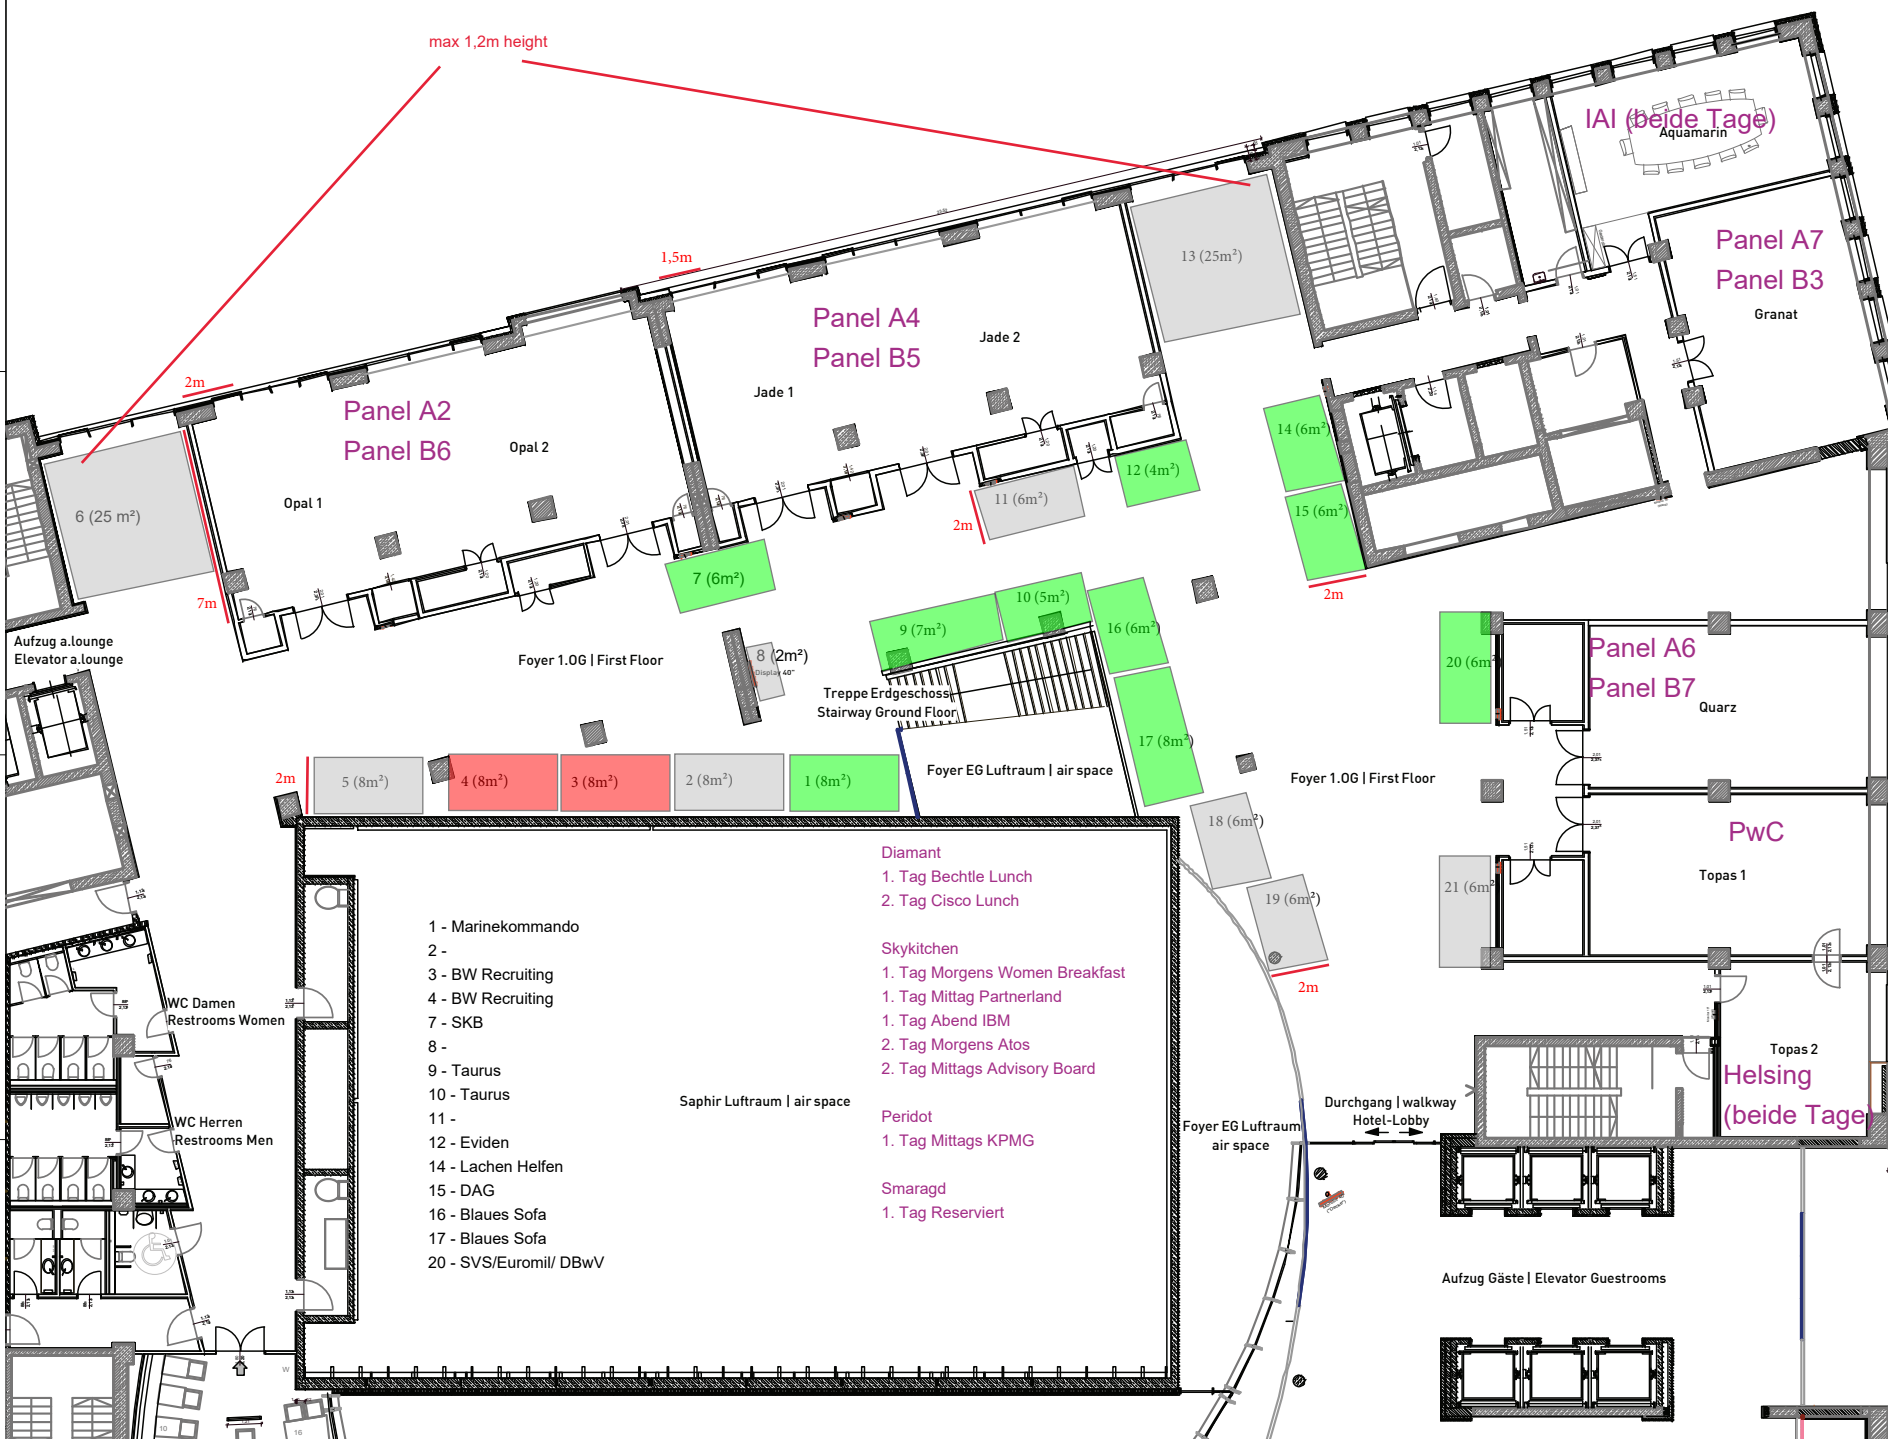 max 1,2m height
IAI (beide Tage)
Aquamarin
13 (25m²)
Panel A7
Panel B3
Granat
1,5m
Panel A4
Panel B5
Jade 2
Jade 1
2m
Panel A2
Panel B6
Opal 2
Opal 1
6 (25 m²)
7m
14 (6m²)
15 (6m²)
2m
12 (4m²)
11 (6m²)
2m
7 (6m²)
10 (5m²)
9 (7m²)
16 (6m²)
17 (8m²)
8 (2m²)
Display 40"
Aufzug a.lounge
Elevator a.lounge
Foyer 1.OG | First Floor
Treppe Erdgeschoss
Stairway Ground Floor
Foyer EG Luftraum | air space
20 (6m²
Panel A6
Panel B7
Quarz
Foyer 1.OG | First Floor
2m
5 (8m²)
4 (8m²)
3 (8m²)
2 (8m²)
1 (8m²)
18 (6m²)
19 (6m²)
2m
21 (6m²
PwC
Topas 1
Topas 2
Helsing
(beide Tage)
1 - Marinekommando
2 -
3 - BW Recruiting
4 - BW Recruiting
7 - SKB
8 -
9 - Taurus
10 - Taurus
11 -
12 - Eviden
14 - Lachen Helfen
15 - DAG
16 - Blaues Sofa
17 - Blaues Sofa
20 - SVS/Euromil/ DBwV
Diamant
1. Tag Bechtle Lunch
2. Tag Cisco Lunch
Skykitchen
1. Tag Morgens Women Breakfast
1. Tag Mittag Partnerland
1. Tag Abend IBM
2. Tag Morgens Atos
2. Tag Mittags Advisory Board
Peridot
1. Tag Mittags KPMG
Smaragd
1. Tag Reserviert
Saphir Luftraum | air space
WC Damen
Restrooms Women
WC Herren
Restrooms Men
Foyer EG Luftraum
air space
Durchgang | walkway
Hotel-Lobby
Aufzug Gäste | Elevator Guestrooms
W
10
16